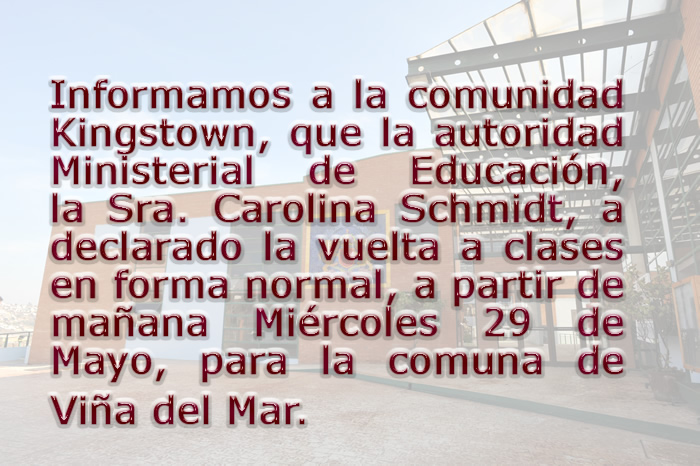 Informamos a la comunidad
Kingstown, que la autoridad
Ministerial de Educación,
la Sra. Carolina Schmidt, a
declarado la vuelta a clases
en forma normal, a partir de
mañana Miércoles 29 de
Mayo, para la comuna de
Viña del Mar.